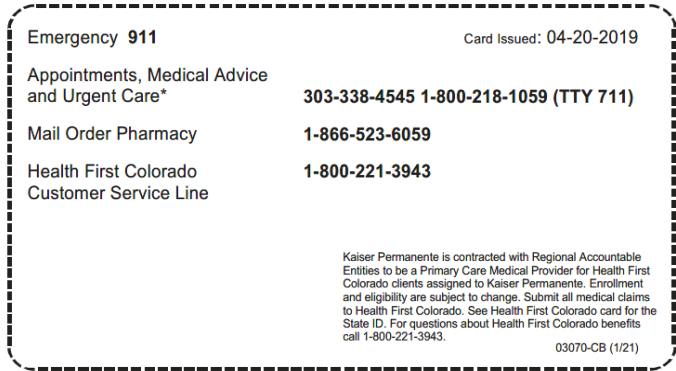 Emergency 911
Card Issued: 04-20-2019
Appointments, Medical Advice
and Urgent Care*
303-338-4545 1-800-218-1059 (TTY 711)
Mail Order Pharmacy
1-866-523-6059
Health First Colorado
Customer Service Line
1-800-221-3943
Kaiser Permanente is contracted with Regional Accountable
Entities to be a Primary Care Medical Provider for Health First
Colorado clients assigned to Kaiser Permanente. Enrollment
and eligibility are subject to change. Submit all medical claims
to Health First Colorado. See Health First Colorado card for the
State ID. For questions about Health First Colorado benefits
call 1-800-221-3943.
03070-CB (1/21)